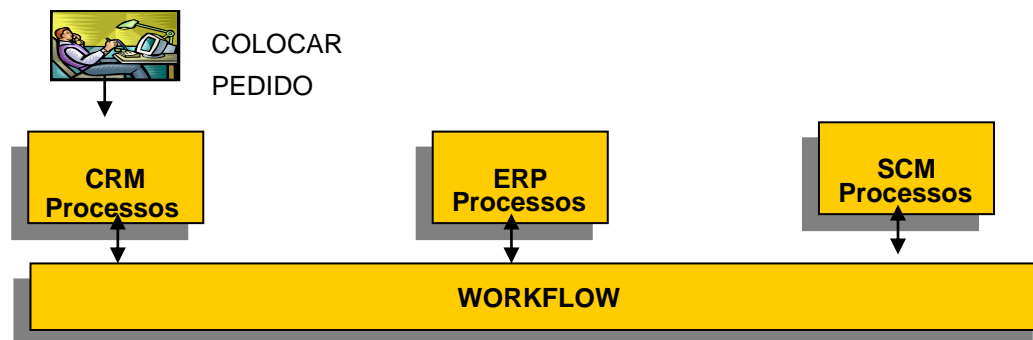 COLOCAR
PEDIDO
CRM
Processos
ERP
Processos
SCM
Processos
WORKFLOW